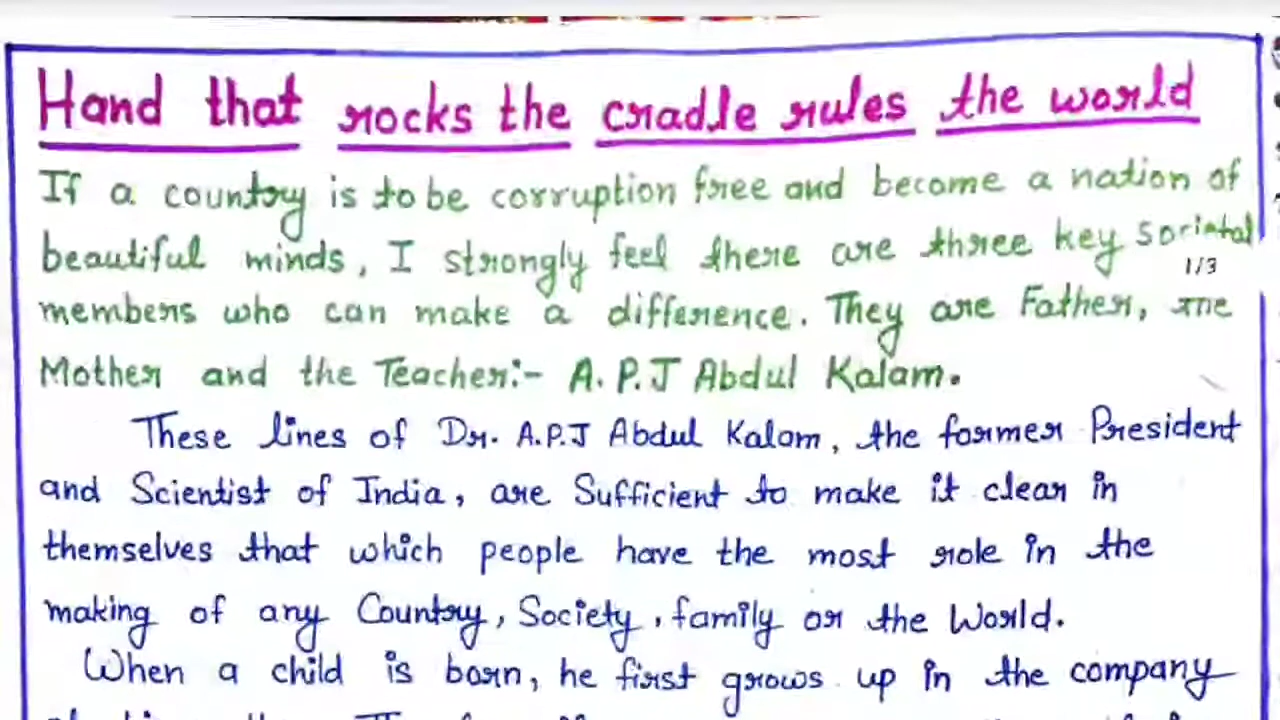 Hand that rocks the cradle rules the world
If a country is to be corruption free and become a nation of
beautiful minds, I strongly feel there are three key societal
1/3
members who can make a difference. They are Father, The
Mother and the Teacher:- A.P.J Abdul Kalam.
These lines of Dr. A.P.J Abdul Kalam, the former President
and Scientist of India, are Sufficient to make it clear in
themselves that which people have the most role in the
making of any Country, Society, family or the World.
When a child is born, he first grows up in the company